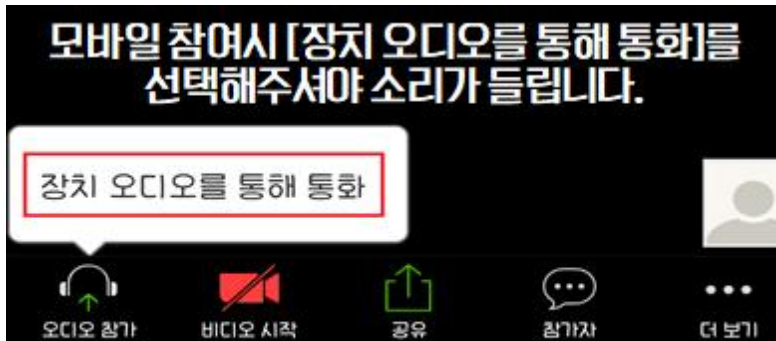 모바일 참여시 [장치 오디오를 통해 통화]를
선택해주셔야 소리가 들립니다.
장치 오디오를 통해 통화
오디오 참가
비디오 시작
공유
참가자
더 보기